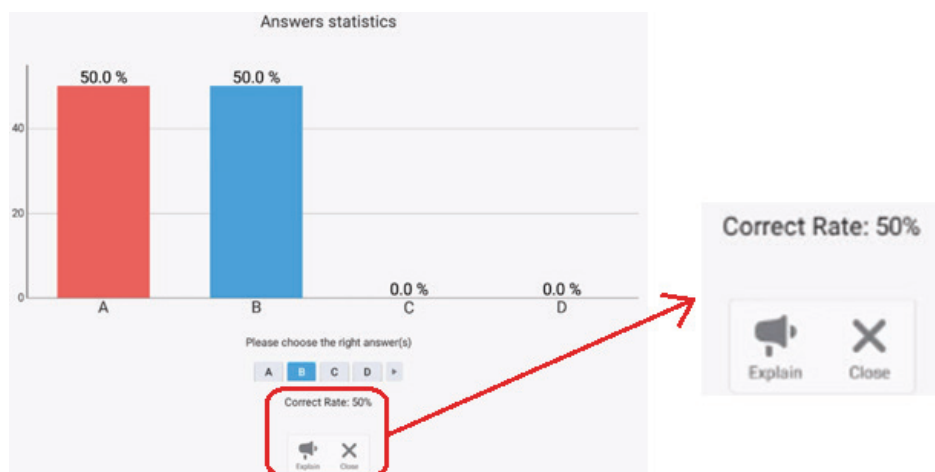 Answers statistics
50.0 % 50.0 % 0.0 % 0.0 %
40
20
0
A B C D
Please choose the right answer(s)
A B C D
Correct Rate: 50%
Explain Close
Correct Rate: 50%
Explain Close